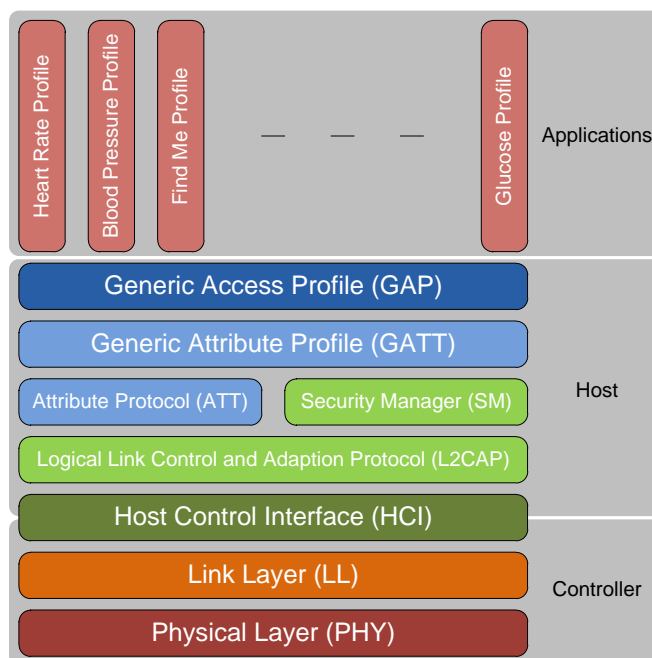 Heart Rate Profile
Blood Pressure Profile
Find Me Profile
Glucose Profile
Applications
Generic Access Profile (GAP)
Generic Attribute Profile (GATT)
Attribute Protocol (ATT)
Security Manager (SM)
Host
Logical Link Control and Adaption Protocol (L2CAP)
Host Control Interface (HCI)
Link Layer (LL)
Controller
Physical Layer (PHY)